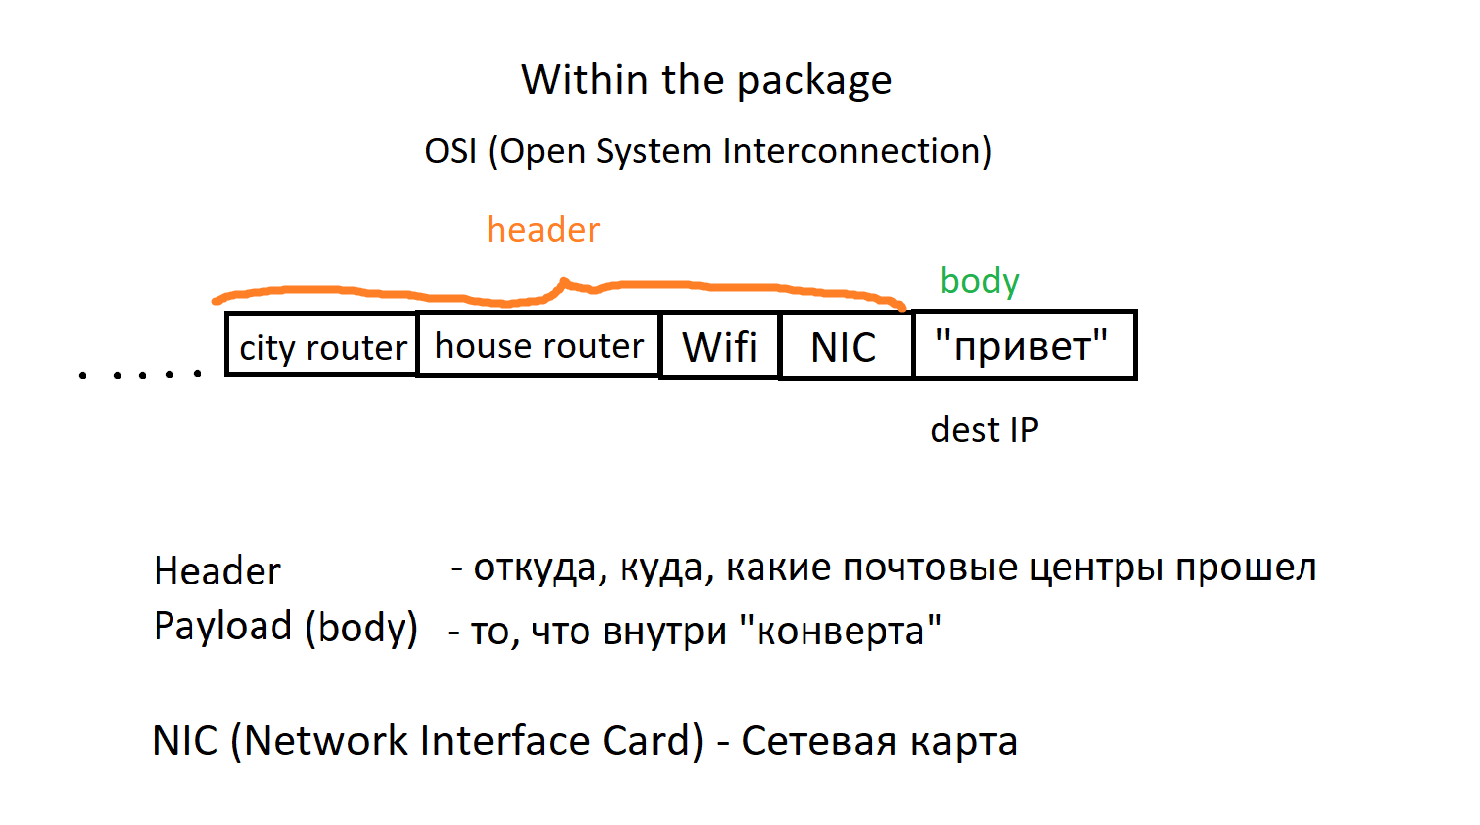 Within the package
OSI (Open System Interconnection)
header
body
city router house router Wifi NIC "привет"
dest IP
Header - откуда, куда, какие почтовые центры прошел
Payload (body) - то, что внутри "конверта"
NIC (Network Interface Card) - Сетевая карта